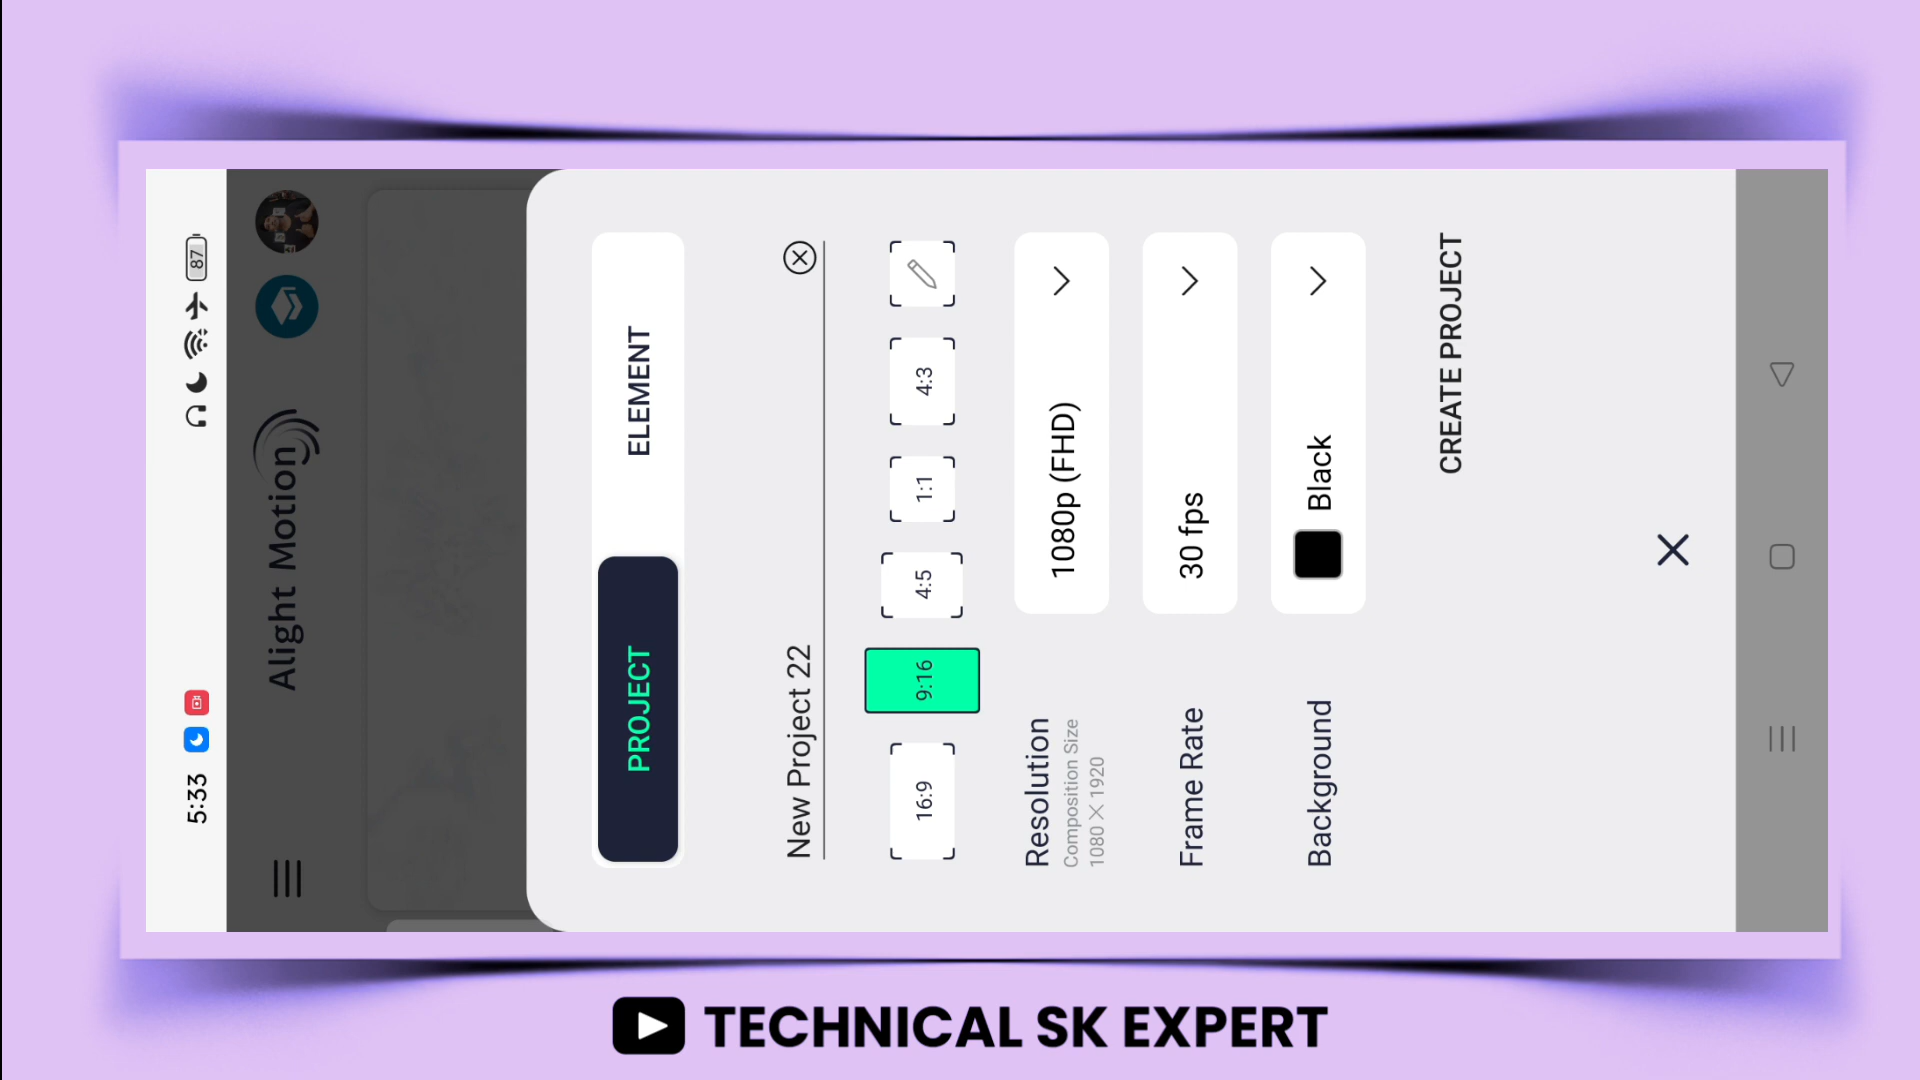 5:33
87
Alight Motion
PROJECT ELEMENT
New Project 22
16:9 9:16 4:5 1:1 4:3
Resolution 1080p (FHD)
Composition Size
1080 × 1920
Frame Rate 30 fps
Background Black
CREATE PROJECT
TECHNICAL SK EXPERT